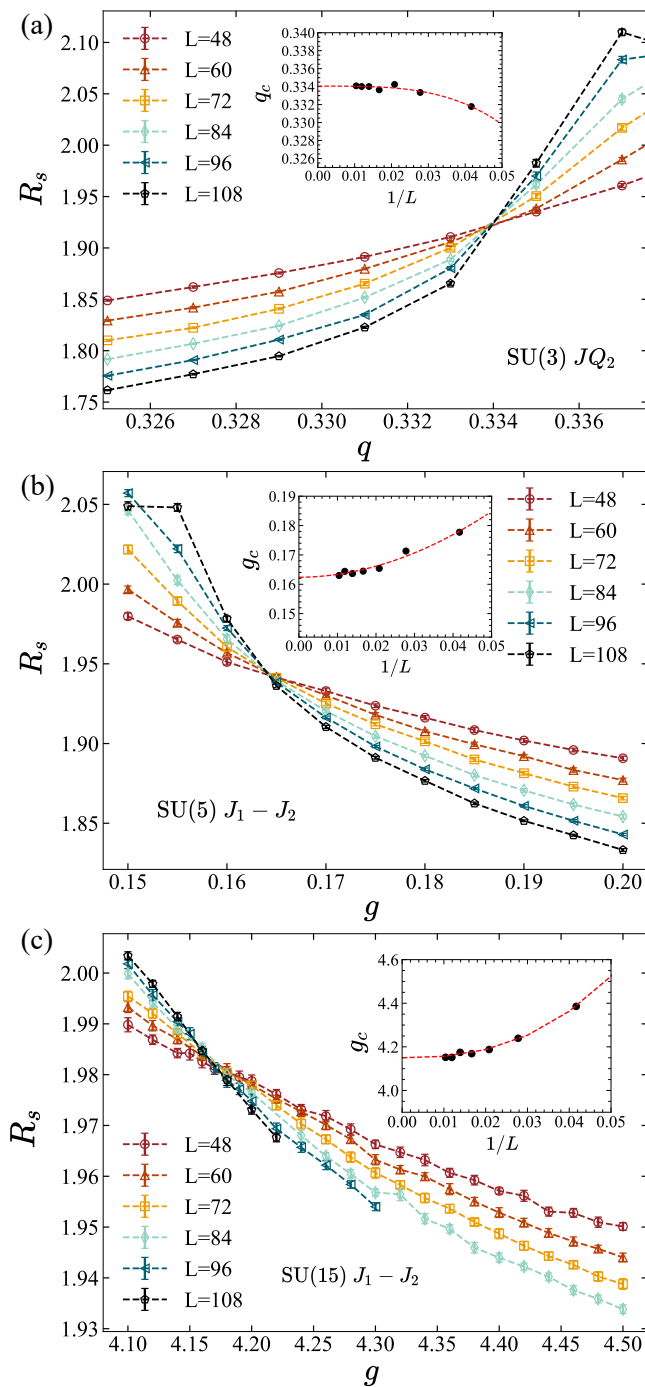 (a)
2.10
2.05
2.00
1.95
1.90
1.85
1.80
1.75
R_s
L=48
L=60
L=72
L=84
L=96
L=108
0.340
0.338
0.336
0.334
0.332
0.330
0.328
0.326
q_c
0.00 0.01 0.02 0.03 0.04 0.05
1/L
SU(3) JQ_2
0.326 0.328 0.330 0.332 0.334 0.336
q
(b)
2.05
2.00
1.95
1.90
1.85
R_s
0.19
0.18
0.16
0.15
g_c
0.00 0.01 0.02 0.03 0.04 0.05
1/L
L=48
L=60
L=72
L=84
L=96
L=108
SU(5) J_1 − J_2
0.15 0.16 0.17 0.18 0.19 0.20
g
(c)
2.00
1.99
1.98
1.97
1.96
1.95
1.94
1.93
R_s
4.6
4.4
4.2
4.0
g_c
0.00 0.01 0.02 0.03 0.04 0.05
1/L
L=48
L=60
L=72
L=84
L=96
L=108
SU(15) J_1 − J_2
4.10 4.15 4.20 4.25 4.30 4.35 4.40 4.45 4.50
g